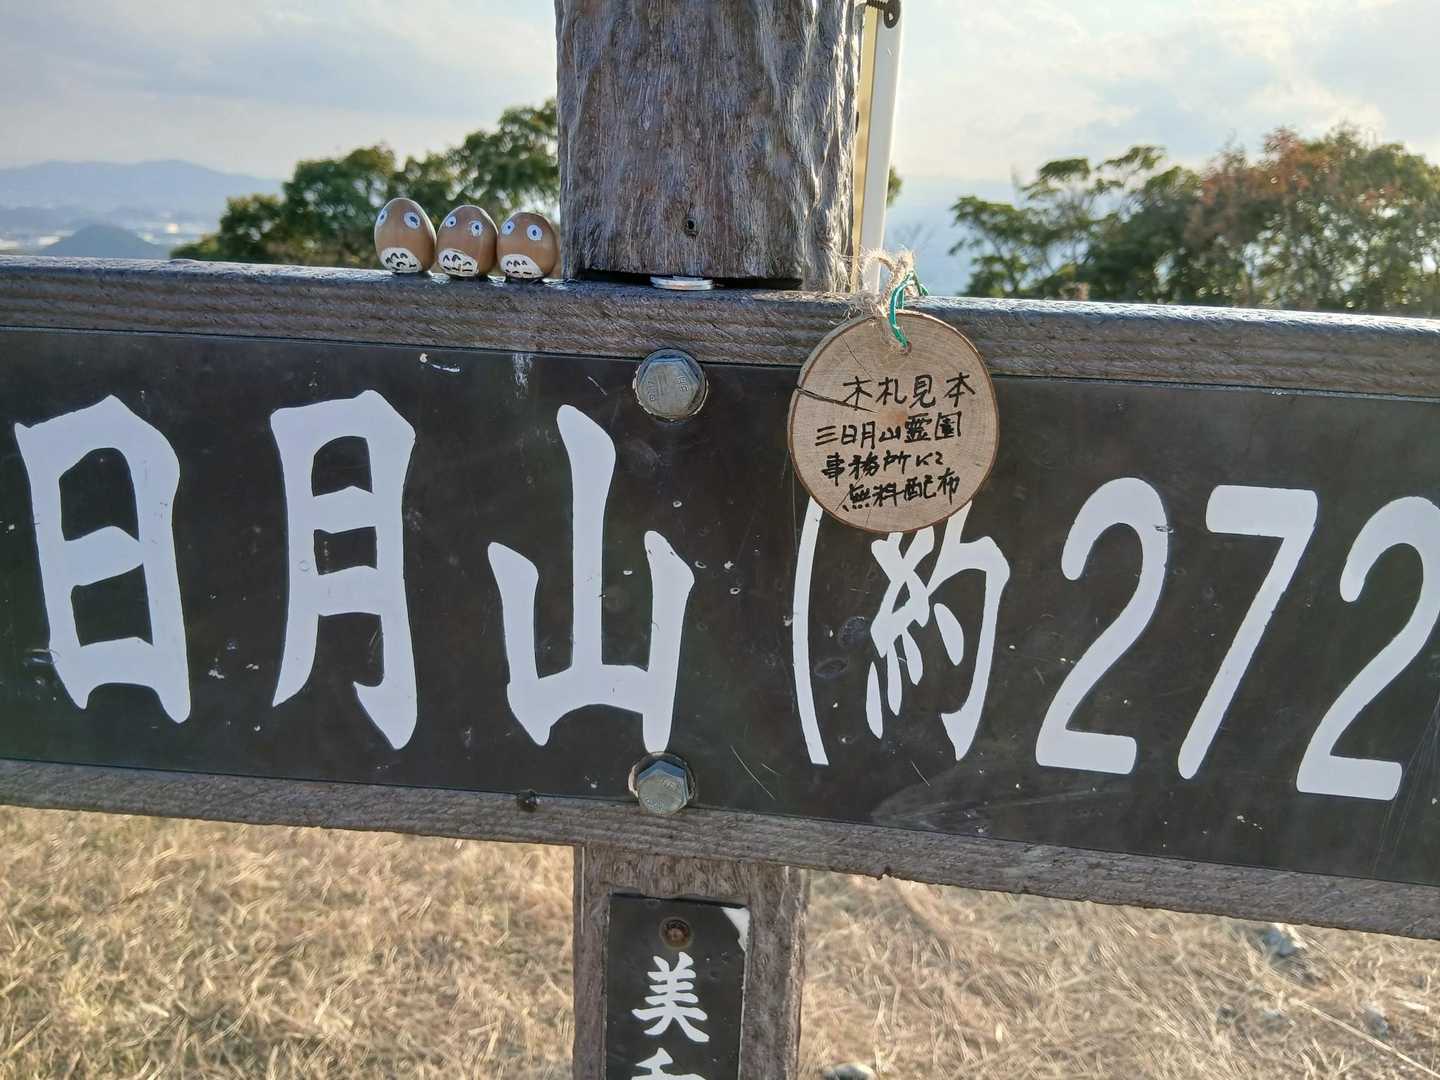 日月山(約272
木札見本
三日月山霊園
事務所にて
無料配布
美